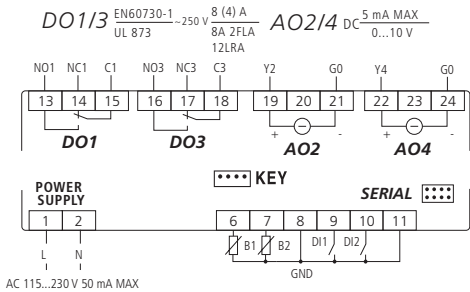 DO1/3 EN60730-1 UL 873 ~250 V 8 (4) A 8A 2FLA 12LRA AO2/4 DC 5 mA MAX 0...10 V
NO1 NC1 C1 NO3 NC3 C3 Y2 G0 Y4 G0
13 14 15 16 17 18 19 20 21 22 23 24
+ - + -
DO1 DO3 AO2 AO4
KEY
POWER SUPPLY SERIAL
1 2 6 7 8 9 10 11
L N B1 B2 DI1 DI2
GND
AC 115...230 V 50 mA MAX